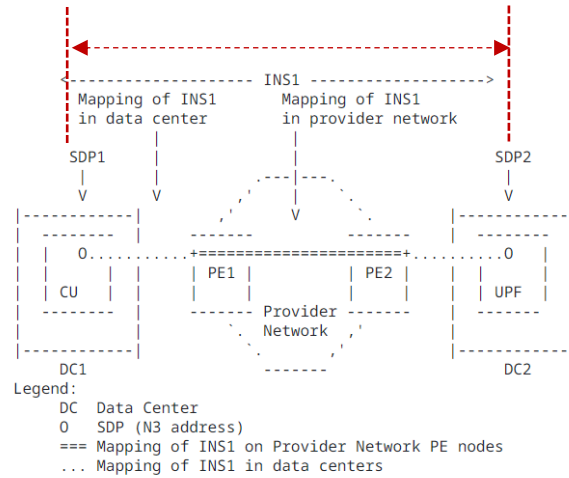 <-------------------- INS1 ------------------->
Mapping of INS1 Mapping of INS1
in data center in provider network
SDP1 SDP2
V V V V
O...........+======================+..........O
PE1 PE2
CU UPF
Provider
Network
DC1 DC2
Legend:
DC Data Center
O SDP (N3 address)
=== Mapping of INS1 on Provider Network PE nodes
... Mapping of INS1 in data centers